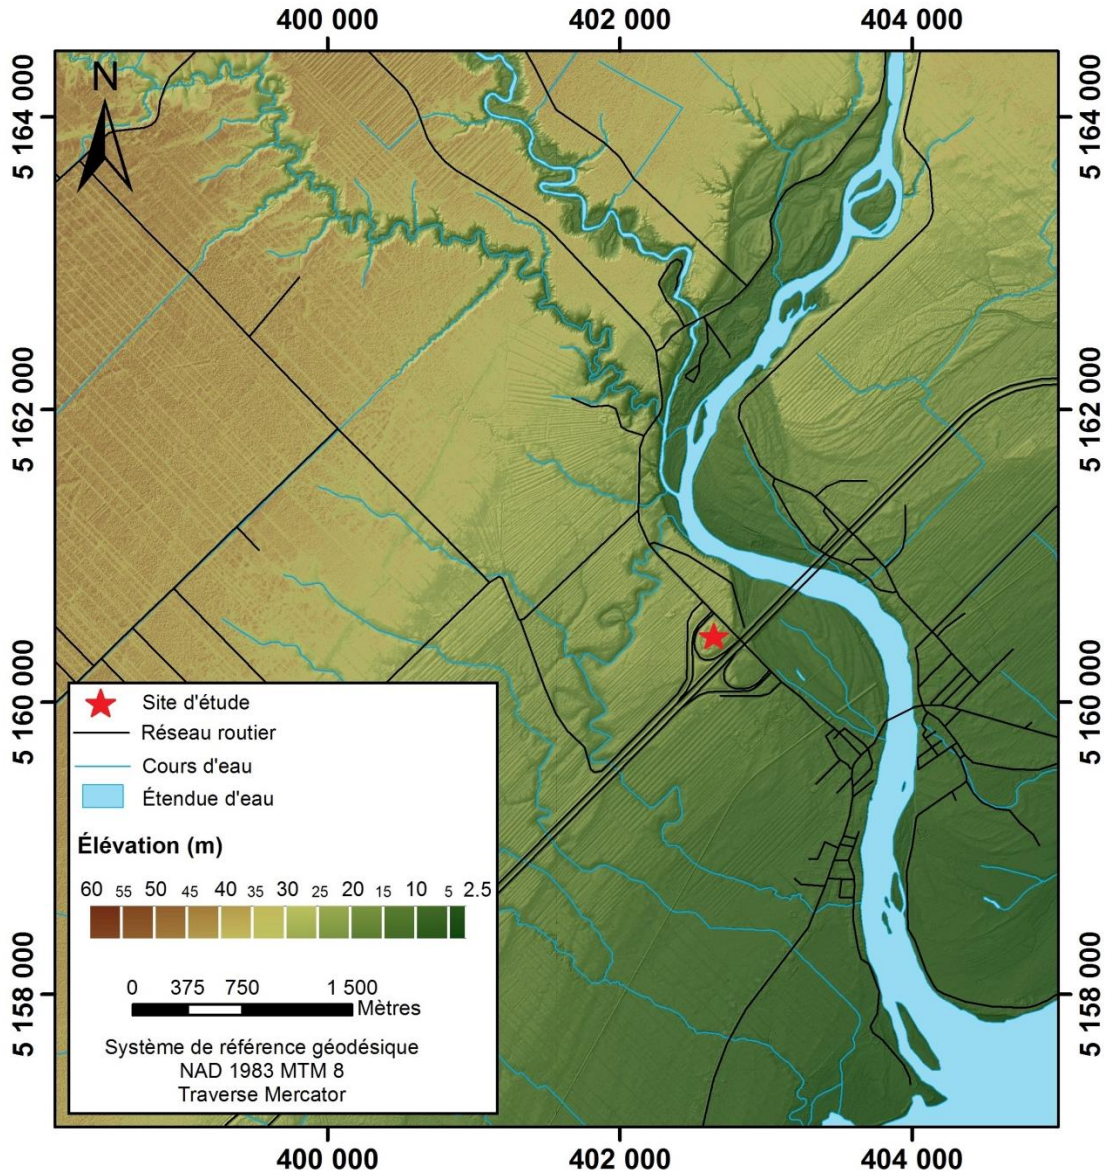 400 000 402 000 404 000
N
5 164 000
5 162 000
5 160 000
5 158 000
5 164 000
5 162 000
5 160 000
5 158 000
Site d'étude
Réseau routier
Cours d'eau
Étendue d'eau
Élévation (m)
60 55 50 45 40 35 30 25 20 15 10 5 2.5
0 375 750 1 500
Mètres
Système de référence géodésique
NAD 1983 MTM 8
Traverse Mercator
400 000 402 000 404 000